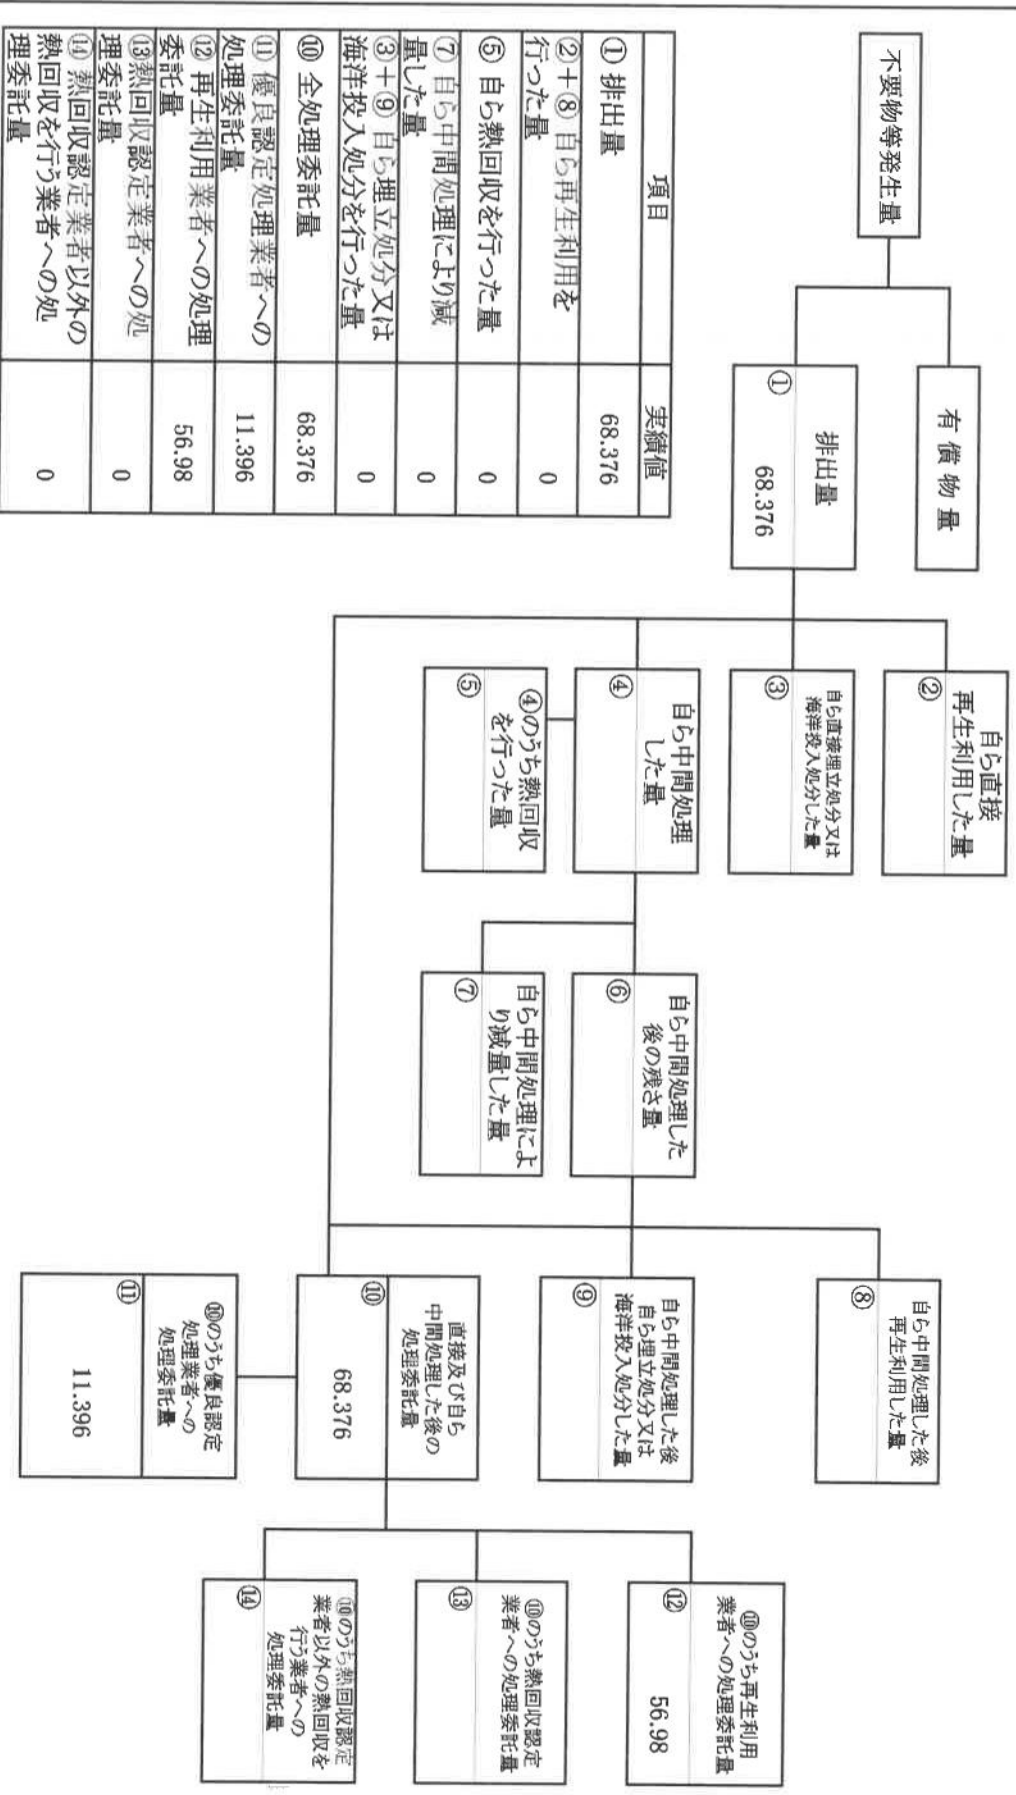 不要物等発生量
有償物量
排出量
① 68.376
自ら直接
再生利用した量
②
自ら直接埋立処分又は
海洋投入処分した量
③
自ら中間処理
した量
④
④のうち熱回収
を行った量
⑤
自ら中間処理した
後の残さ量
⑥
自ら中間処理によ
り減量した量
⑦
自ら中間処理した後
再生利用した量
⑧
自ら中間処理した後
自ら埋立処分又は
海洋投入処分した量
⑨
直接及び自ら
中間処理した後の
処理委託量
⑩ 68.376
⑩のうち優良認定
処理業者への
処理委託量
⑪ 11.396
⑩のうち再生利用
業者への処理委託量
⑫ 56.98
⑩のうち熱回収認定
業者への処理委託量
⑬
⑩のうち熱回収認定
業者以外の熱回収を
行う業者への
処理委託量
⑭
項目 実績値
① 排出量 68.376
②+⑧ 自ら再生利用を
行った量 0
⑤ 自ら熱回収を行った量 0
⑦ 自ら中間処理により減
量した量 0
③+⑨ 自ら埋立処分又は
海洋投入処分を行った量 0
⑩ 全処理委託量 68.376
⑪ 優良認定処理業者への
処理委託量 11.396
⑫ 再生利用業者への処理
委託量 56.98
⑬熱回収認定業者への処
理委託量 0
⑭ 熱回収認定業者以外の
熱回収を行う業者への処
理委託量 0